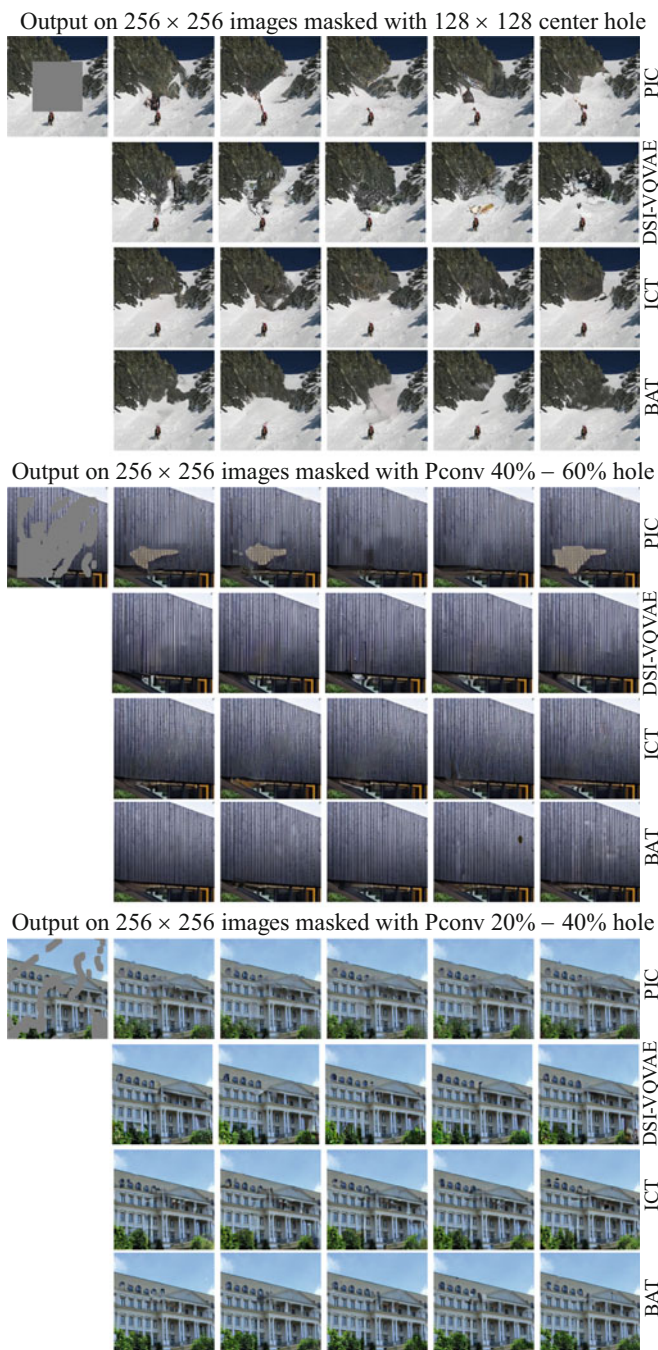 Output on 256 × 256 images masked with 128 × 128 center hole
PIC
DSI-VQVAE
ICT
BAT
Output on 256 × 256 images masked with Pconv 40% – 60% hole
PIC
DSI-VQVAE
ICT
BAT
Output on 256 × 256 images masked with Pconv 20% – 40% hole
PIC
DSI-VQVAE
ICT
BAT